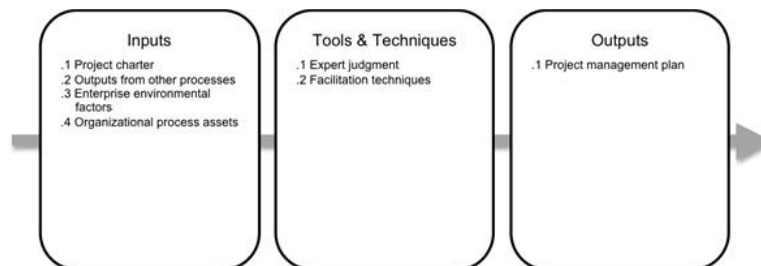 Inputs
.1 Project charter
.2 Outputs from other processes
.3 Enterprise environmental
factors
.4 Organizational process assets
Tools & Techniques
.1 Expert judgment
.2 Facilitation techniques
Outputs
.1 Project management plan